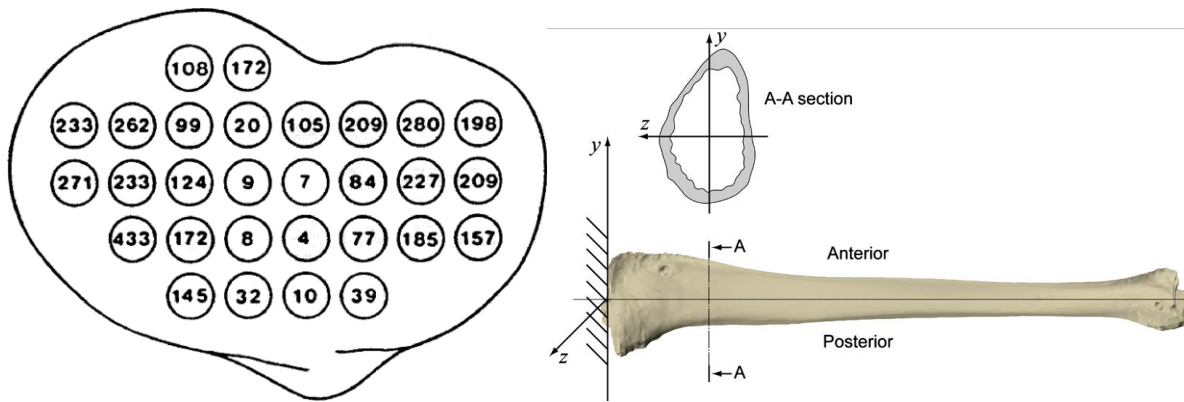 108 172
233 262 99 20 105 209 280 198
271 233 124 9 7 84 227 209
433 172 8 4 77 185 157
145 32 10 39
y
A-A section
z
y
A
Anterior
Posterior
z
A